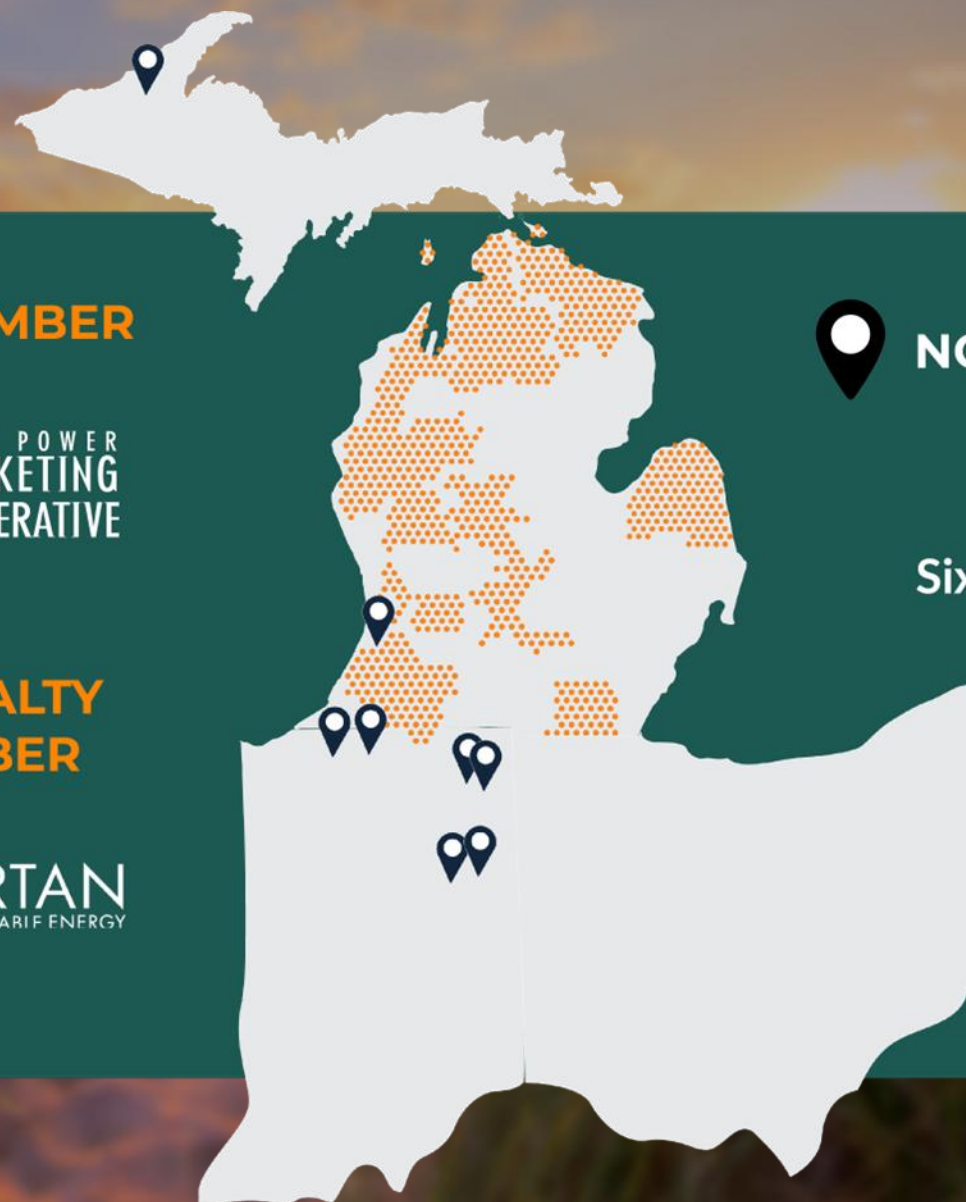 MBER
POWER
KETING
ERATIVE
ALTY
BER
RTAN
ABLE ENERGY
NO
Six